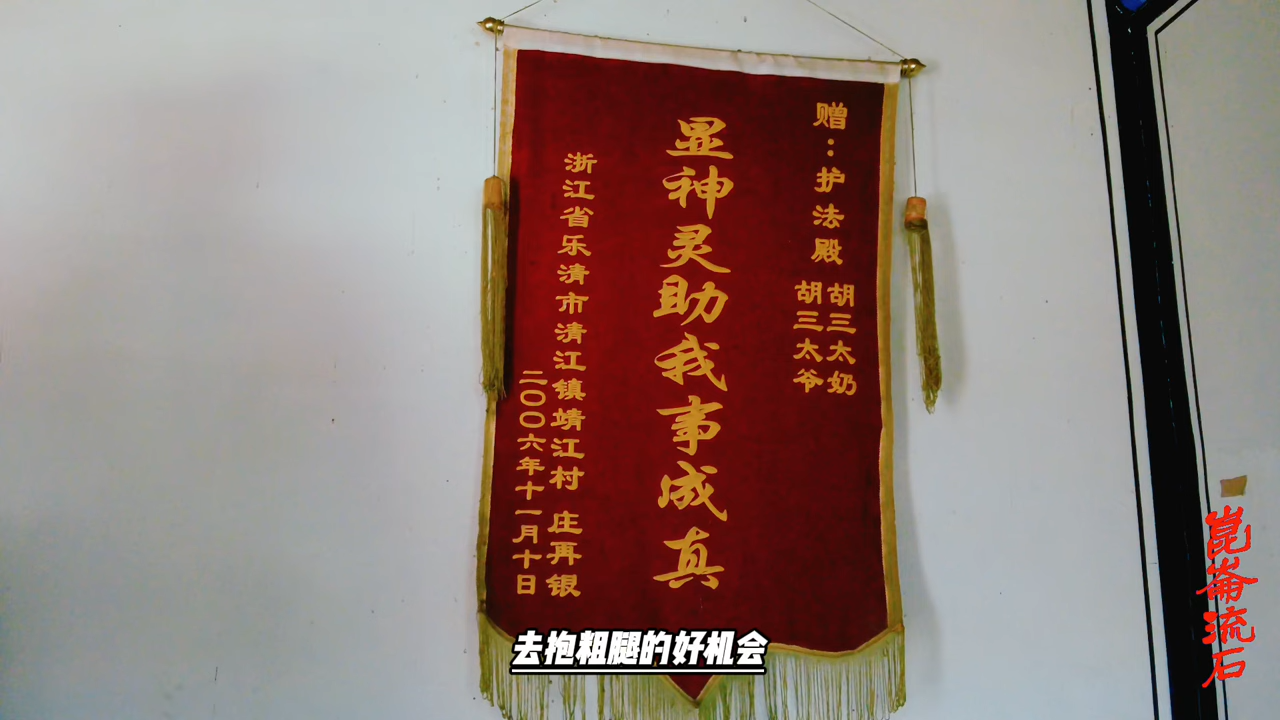 赠：护法殿
胡三太奶
胡三太爷
显神灵助我事成真
浙江省乐清市清江镇靖江村 庄再银
二〇〇六年十一月十日
去抱粗腿的好机会
崑崙流石